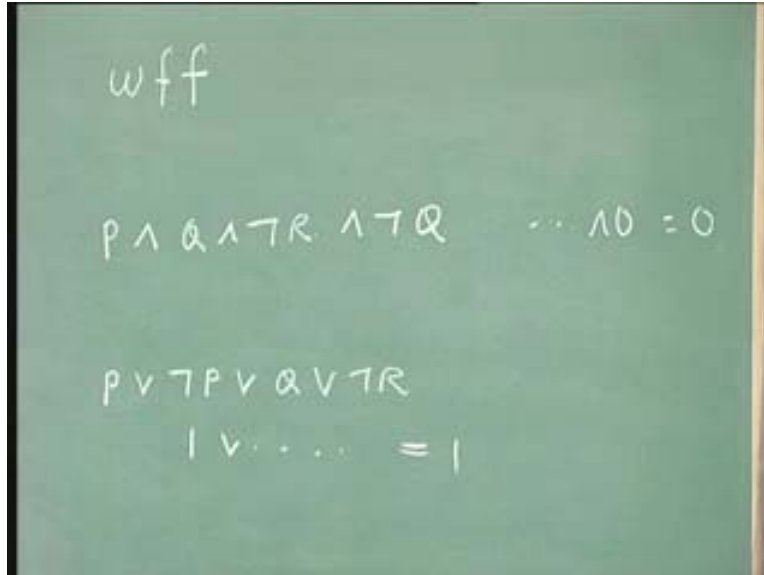 wff
P ∧ Q ∧ ¬R ∧ ¬Q ... ∧0 = 0
P ∨ ¬P ∨ Q ∨ ¬R
1 ∨ . . . . = 1